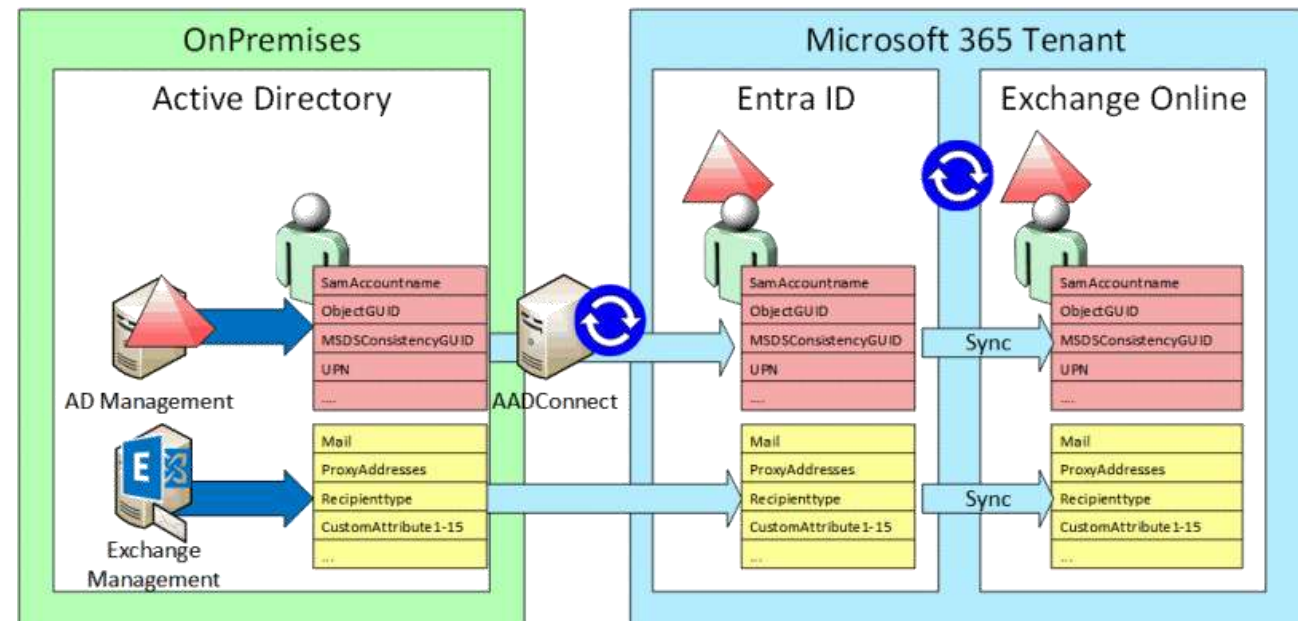 OnPremises
Microsoft 365 Tenant
Active Directory
Entra ID
Exchange Online
SamAccountname
ObjectGUID
MSDSConsistencyGUID
UPN
....
AD Management
AADConnect
SamAccountname
ObjectGUID
MSDSConsistencyGUID
UPN
....
Sync
SamAccountname
ObjectGUID
MSDSConsistencyGUID
UPN
....
E
Exchange
Management
Mail
ProxyAddresses
Recipienttype
CustomAttribute1-15
...
Mail
ProxyAddresses
Recipienttype
CustomAttribute1-15
...
Sync
Mail
ProxyAddresses
Recipienttype
CustomAttribute1-15
...